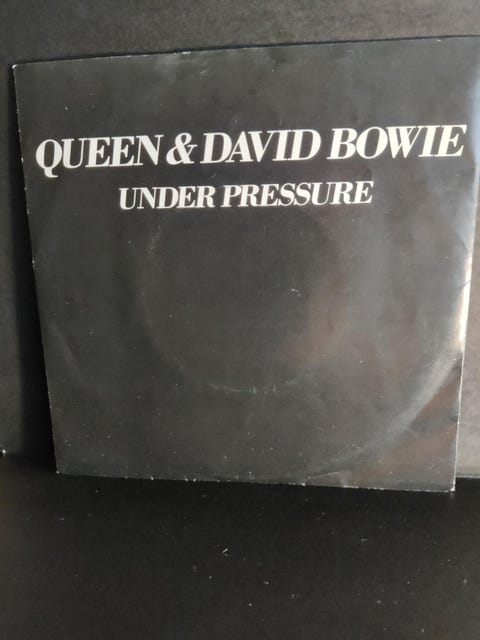 QUEEN & DAVID BOWIE
UNDER PRESSURE